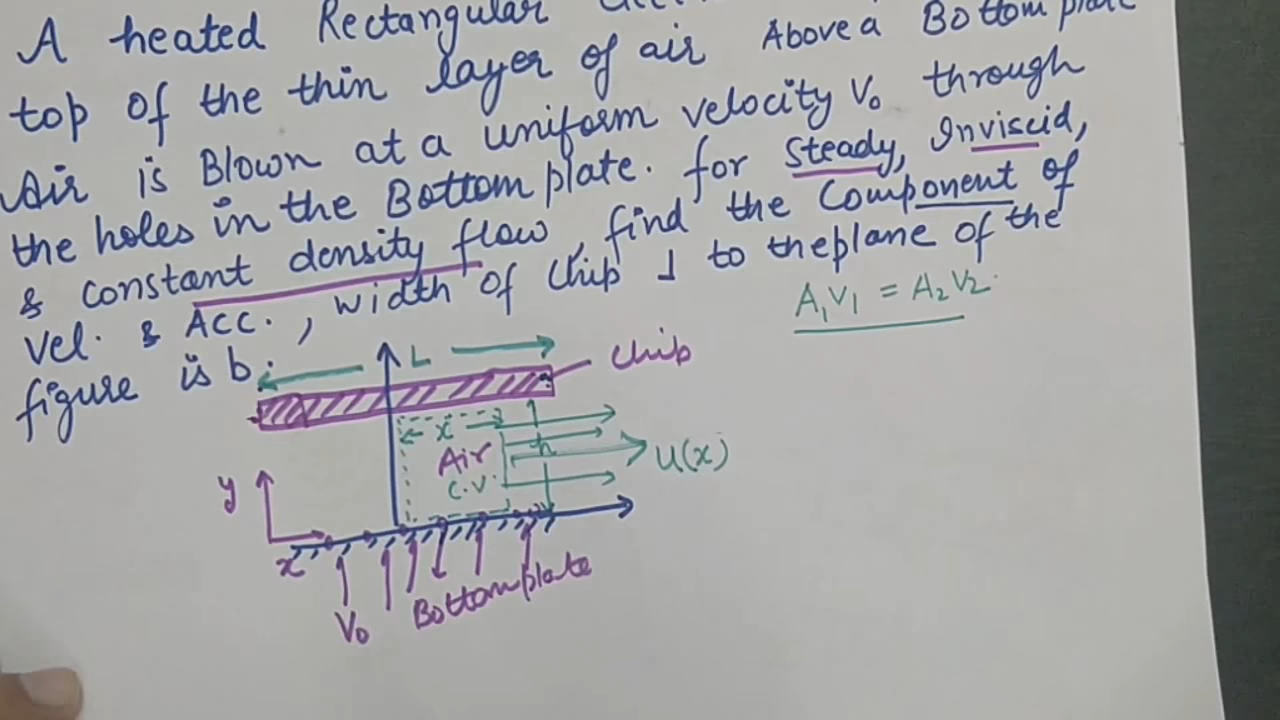 A heated Rectangular
top of the thin layer of air Above a Bottom plate
Air is Blown at a uniform velocity V₀ through
the holes in the Bottom plate. for steady, Inviscid,
& constant density flow, find the Component of
Vel. & Acc., width of Chip ⊥ to the plane of the
figure is b.
A₁V₁ = A₂V₂.
L
Chip
x
h
Air
C.V.
U(x)
y
x
V₀
Bottom plate